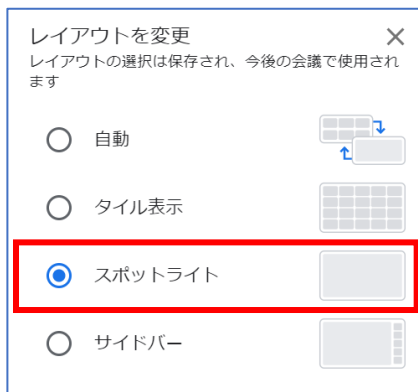 レイアウトを変更
レイアウトの選択は保存され、今後の会議で使用され
ます
自動
タイル表示
スポットライト
サイドバー